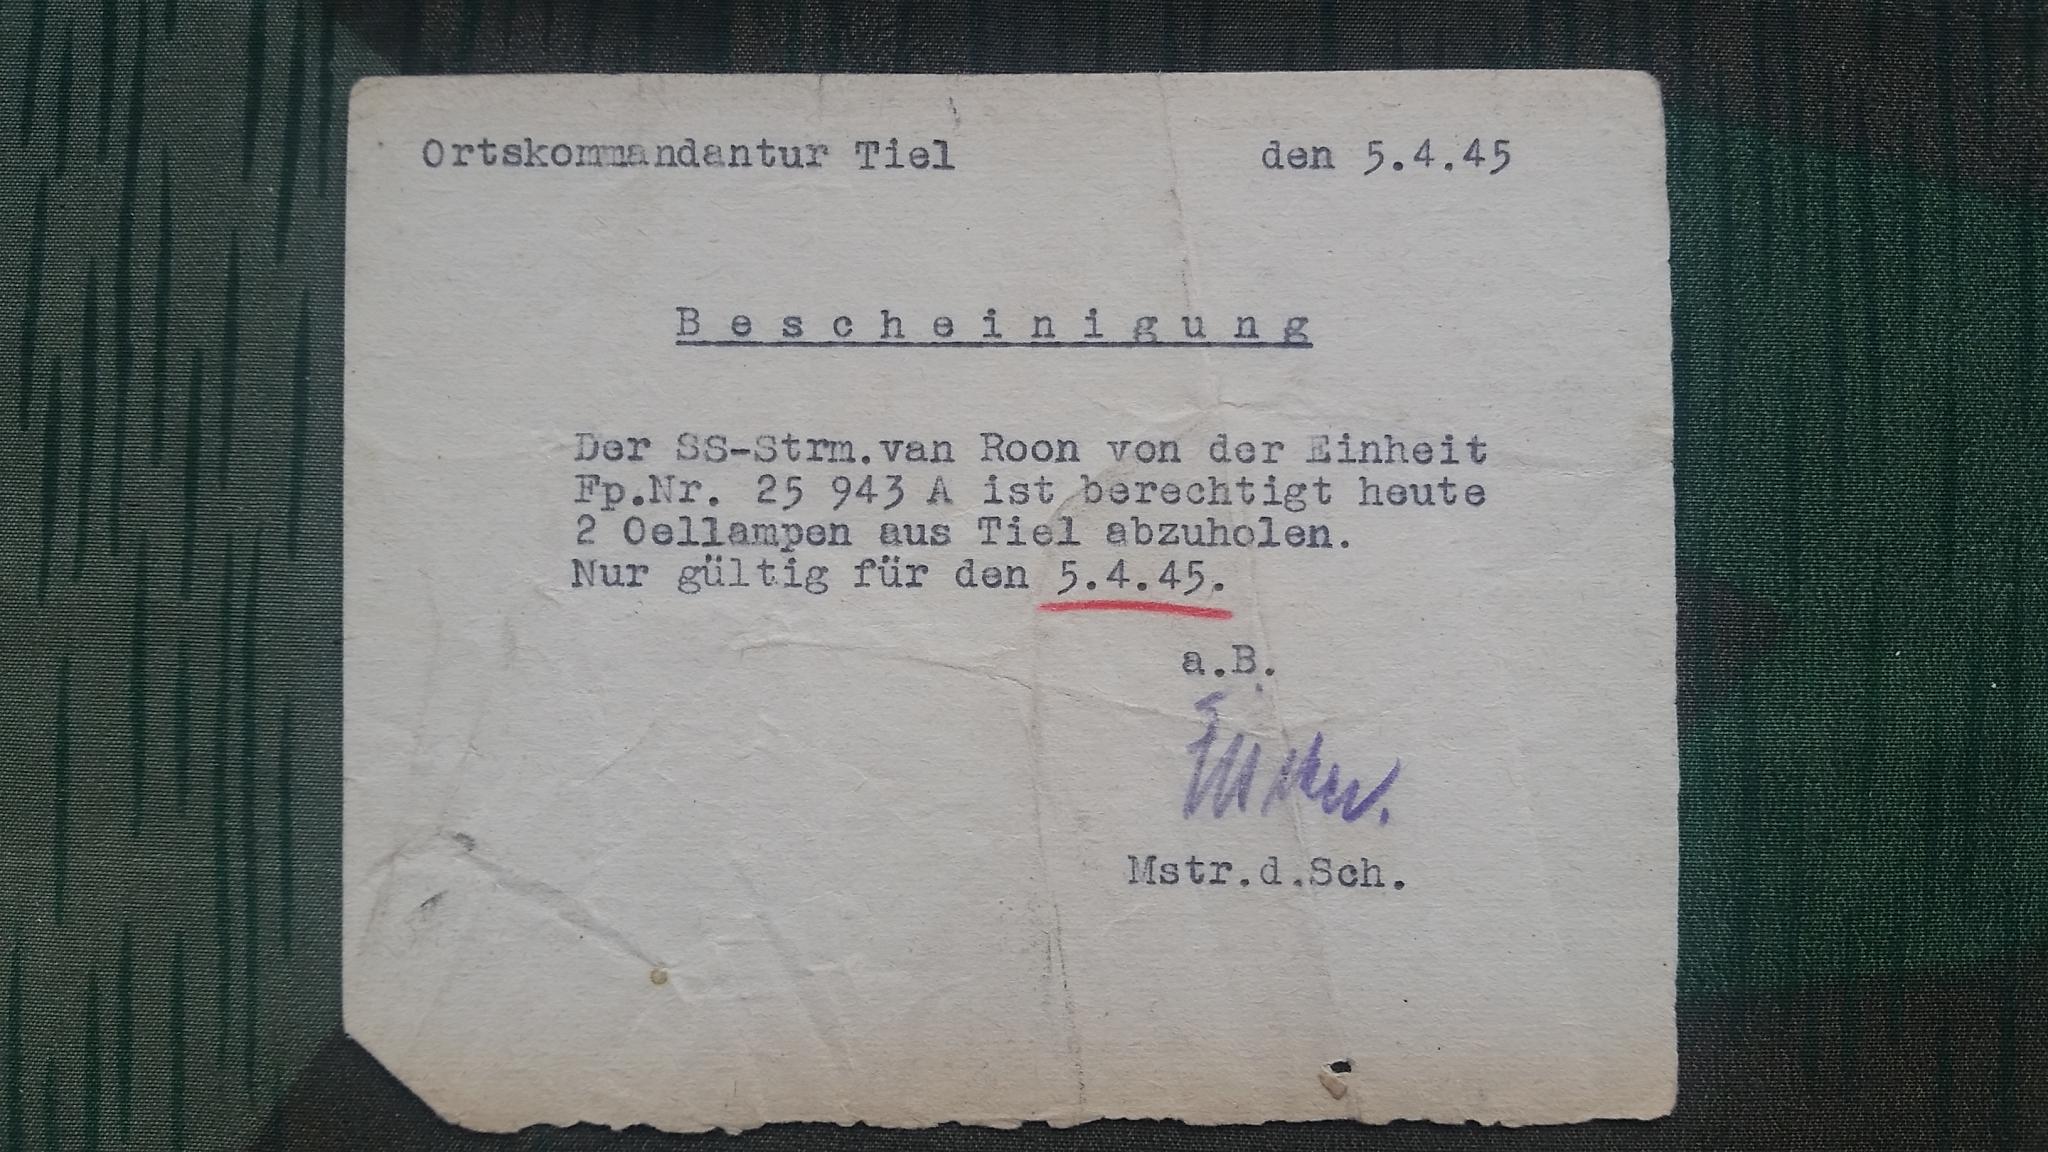 Ortskommandantur Tiel den 5.4.45
Bescheinigung
Der SS-Strm.van Roon von der Einheit
Fp.Nr. 25 943 A ist berechtigt heute
2 Oellampen aus Tiel abzuholen.
Nur gültig für den 5.4.45.
a.B.
Mstr.d.Sch.